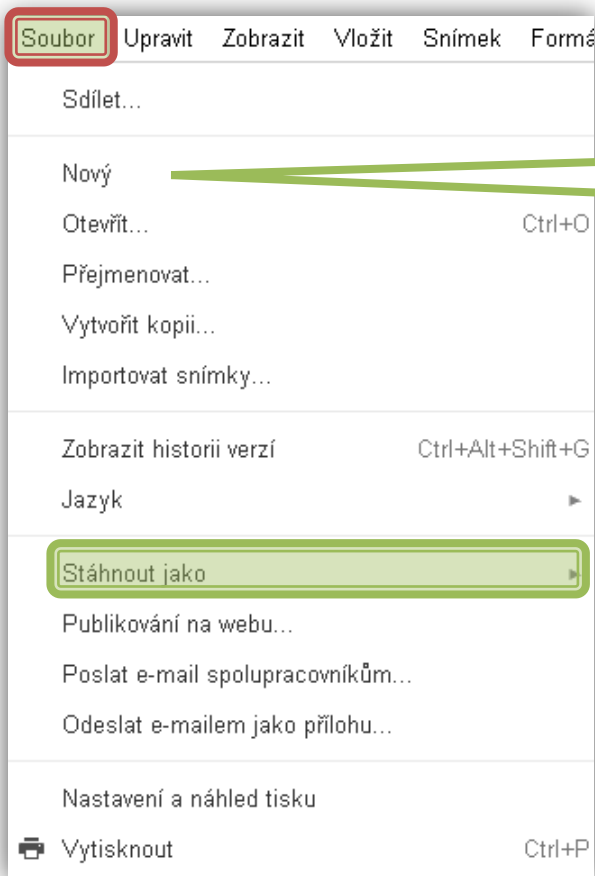 Soubor Upravit Zobrazit Vložit Snímek Formá
Sdílet...
Nový
Otevřít... Ctrl+O
Přejmenovat...
Vytvořit kopii...
Importovat snímky...
Zobrazit historii verzí Ctrl+Alt+Shift+G
Jazyk
Stáhnout jako
Publikování na webu...
Poslat e-mail spolupracovníkům...
Odeslat e-mailem jako přílohu...
Nastavení a náhled tisku
Vytisknout Ctrl+P